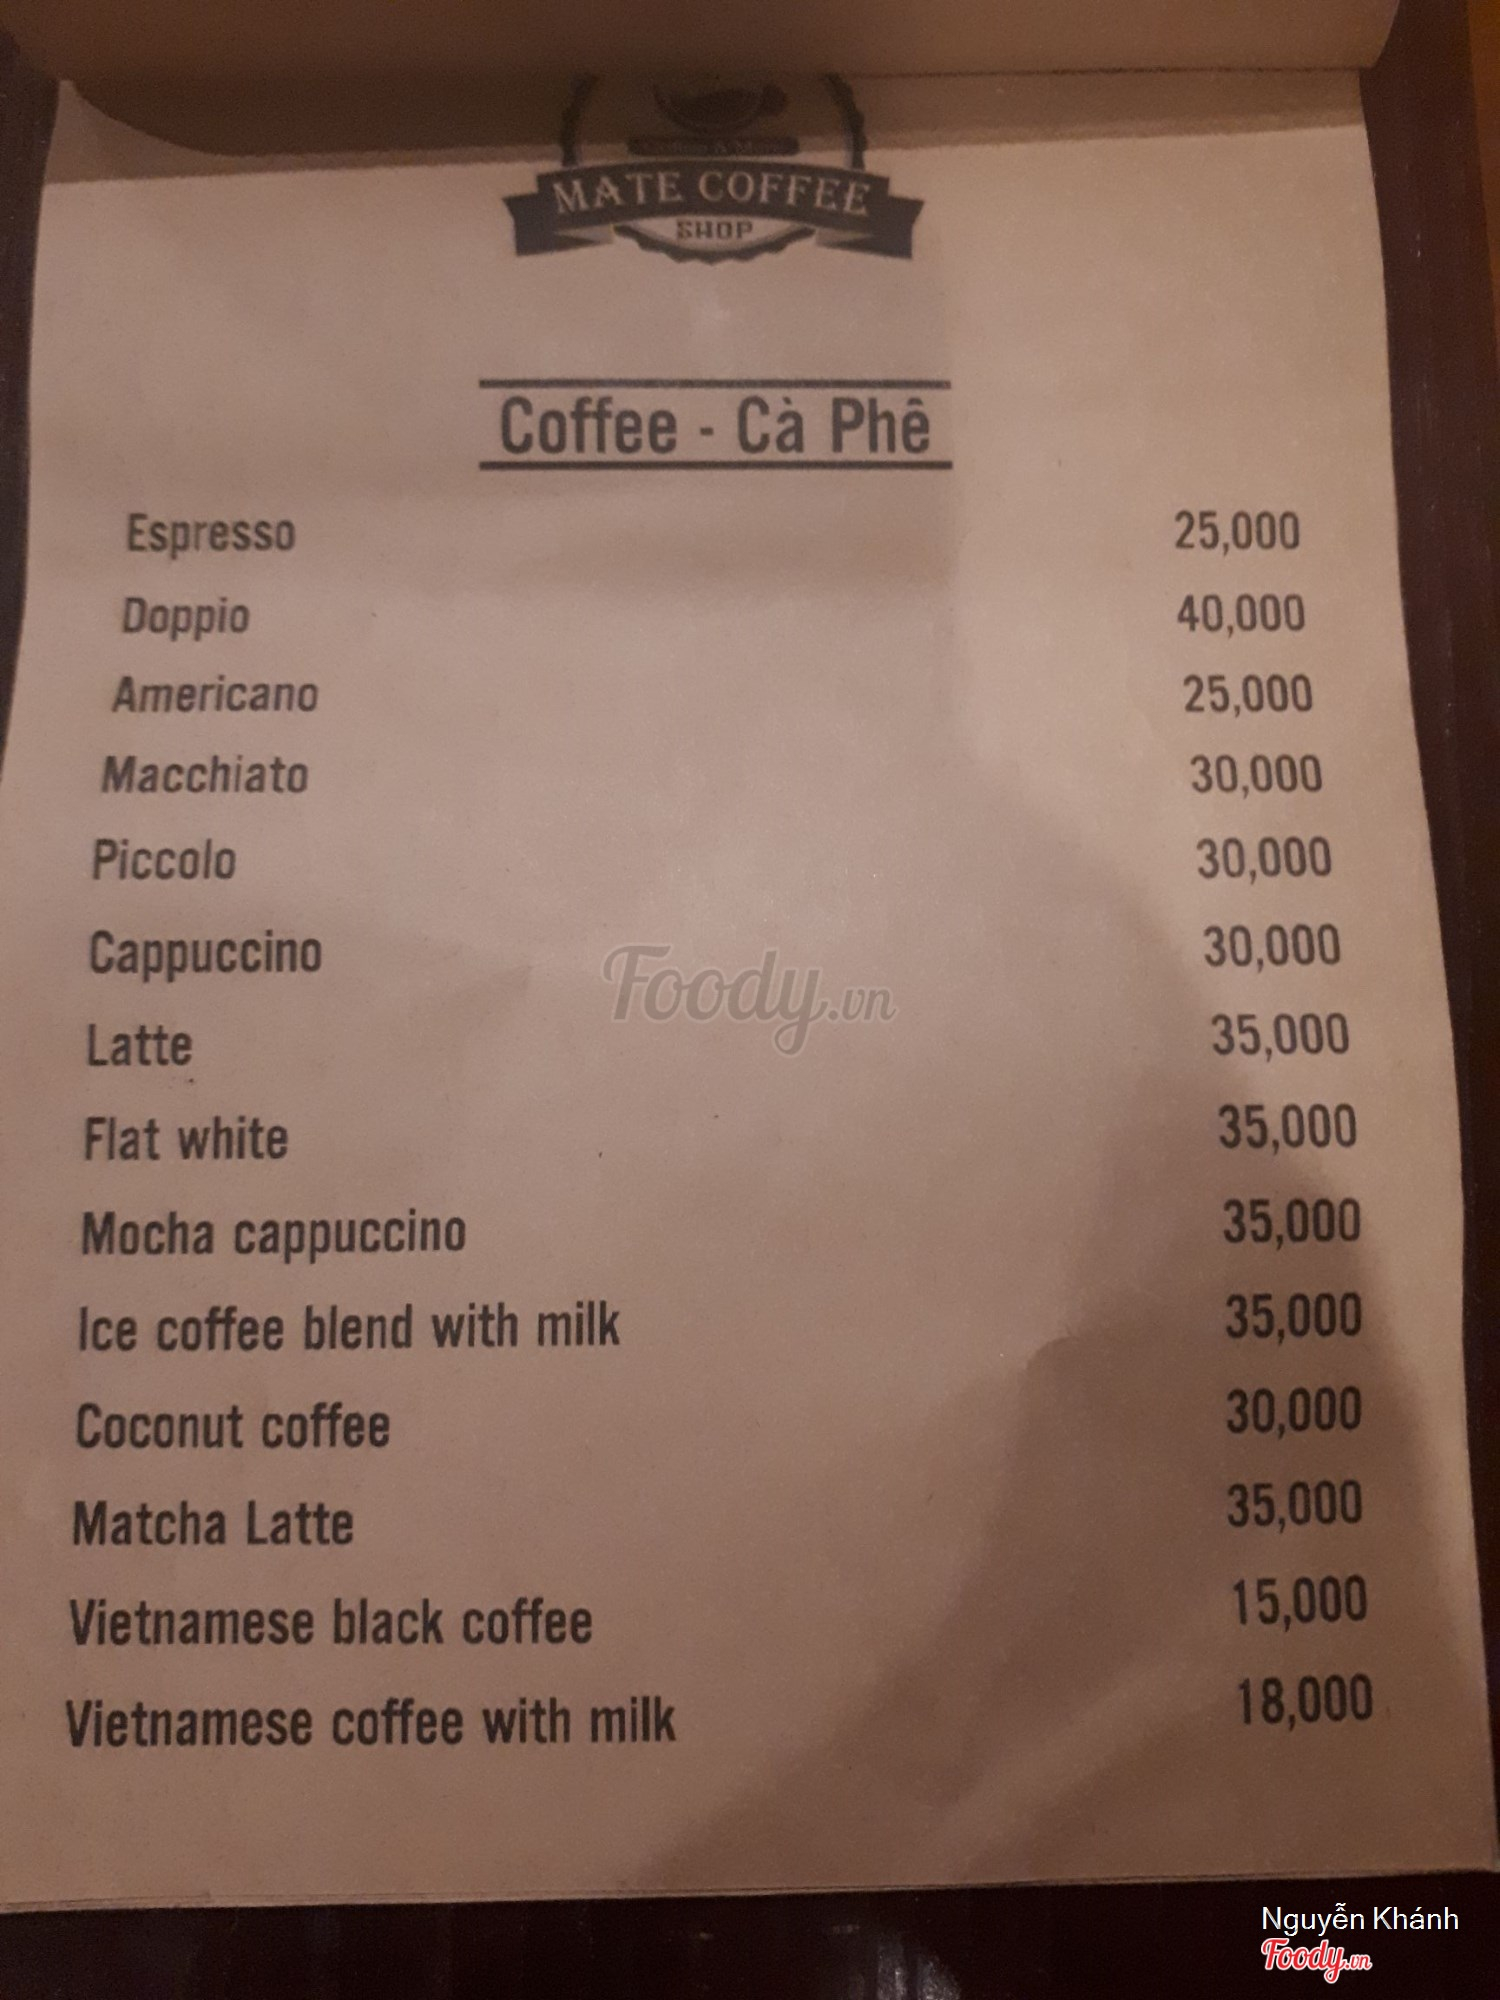 MATE COFFEE
SHOP
Coffee - Cà Phê
Espresso 25,000
Doppio 40,000
Americano 25,000
Macchiato 30,000
Piccolo 30,000
Cappuccino 30,000
Latte 35,000
Flat white 35,000
Mocha cappuccino 35,000
Ice coffee blend with milk 35,000
Coconut coffee 30,000
Matcha Latte 35,000
Vietnamese black coffee 15,000
Vietnamese coffee with milk 18,000
Foody.vn
Nguyễn Khánh
Foody.vn